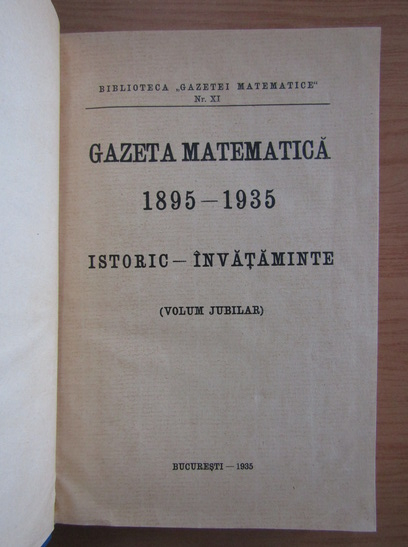 BIBLIOTECA „GAZETEI MATEMATICE"
Nr. XI
GAZETA MATEMATICĂ
1895 — 1935
ISTORIC — ÎNVĂȚĂMINTE
(VOLUM JUBILAR)
BUCUREȘTI — 1935